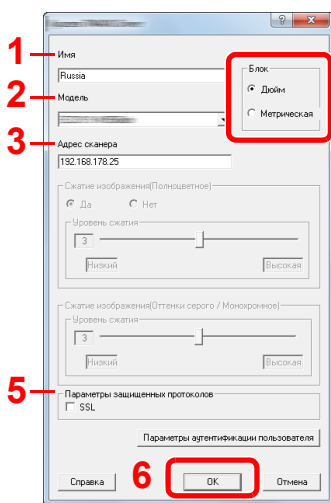 1
Имя
Russia
Блок
Дюйм
Метрическая
2
Модель
3
Адрес сканера
192.168.178.25
Сжатие изображения(Полноцветное)
Да Нет
Уровень сжатия
3
Низкий Высокая
Сжатие изображения(Оттенки серого / Монохромное)
Уровень сжатия
3
Низкий Высокая
5
Параметры защищенных протоколов
SSL
Параметры аутентификации пользователя
6
Справка OK Отмена